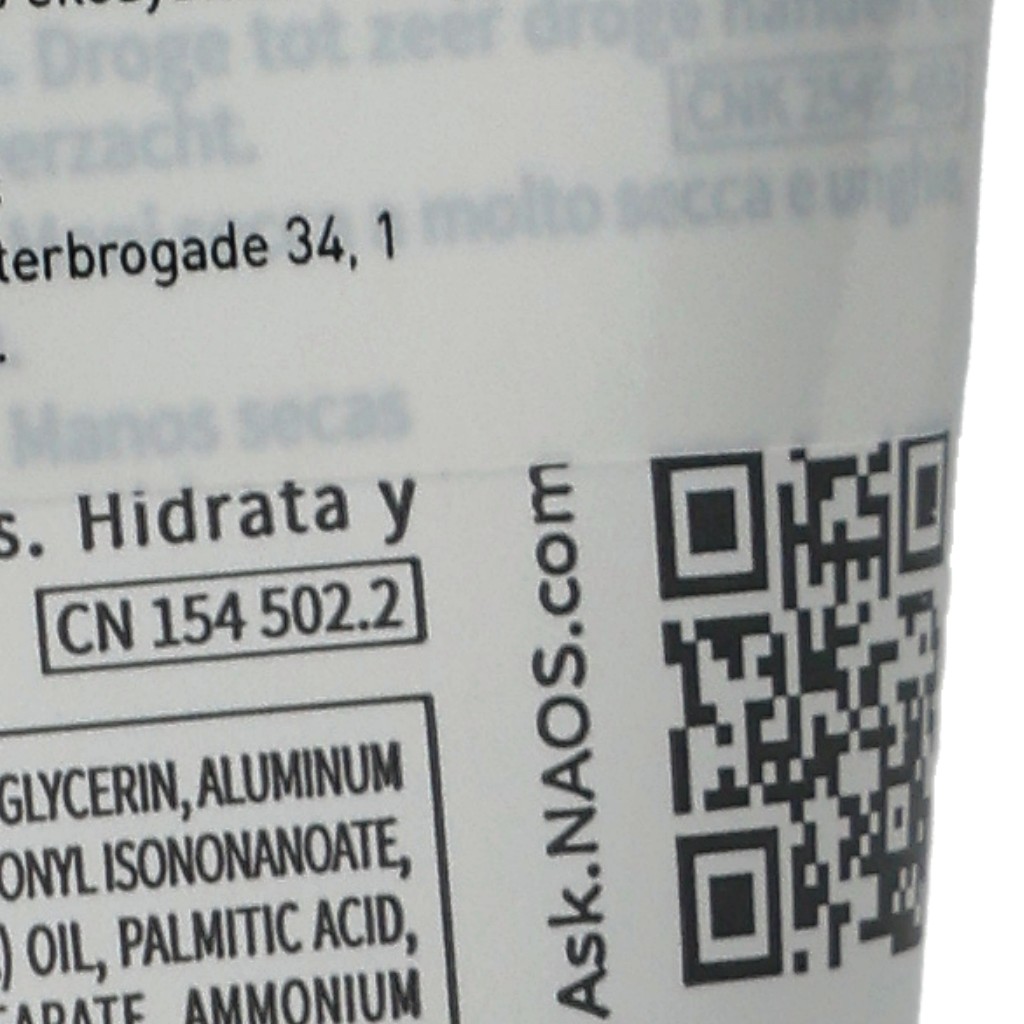 . Droge tot zeer droge
erzacht.
molto secca e unghie
terbrogade 34, 1
Manos secas
s. Hidrata y
CN 154 502.2
GLYCERIN, ALUMINUM
ONYL ISONONANOATE,
) OIL, PALMITIC ACID,
AMMONIUM
Ask.NAOS.com